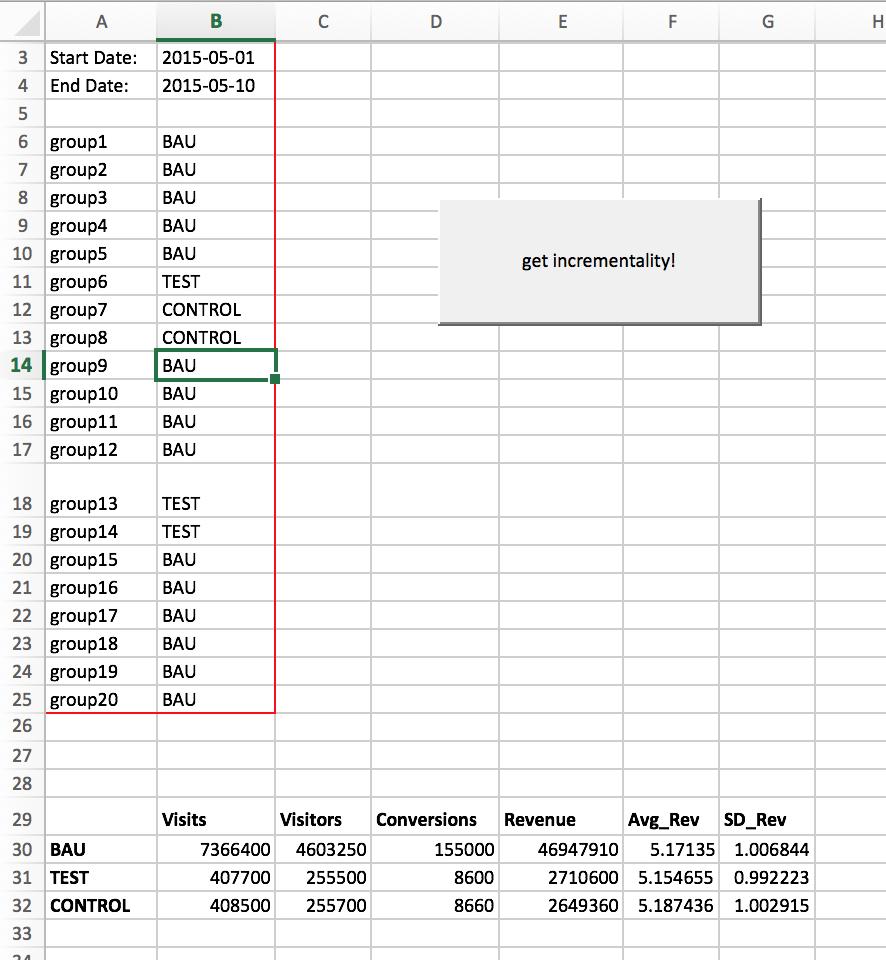 A B C D E F G H
3 Start Date: 2015-05-01
4 End Date: 2015-05-10
5
6 group1 BAU
7 group2 BAU
8 group3 BAU
9 group4 BAU
10 group5 BAU
get incrementality!
11 group6 TEST
12 group7 CONTROL
13 group8 CONTROL
14 group9 BAU
15 group10 BAU
16 group11 BAU
17 group12 BAU
18 group13 TEST
19 group14 TEST
20 group15 BAU
21 group16 BAU
22 group17 BAU
23 group18 BAU
24 group19 BAU
25 group20 BAU
26
27
28
29 Visits Visitors Conversions Revenue Avg_Rev SD_Rev
30 BAU 7366400 4603250 155000 46947910 5.17135 1.006844
31 TEST 407700 255500 8600 2710600 5.154655 0.992223
32 CONTROL 408500 255700 8660 2649360 5.187436 1.002915
33